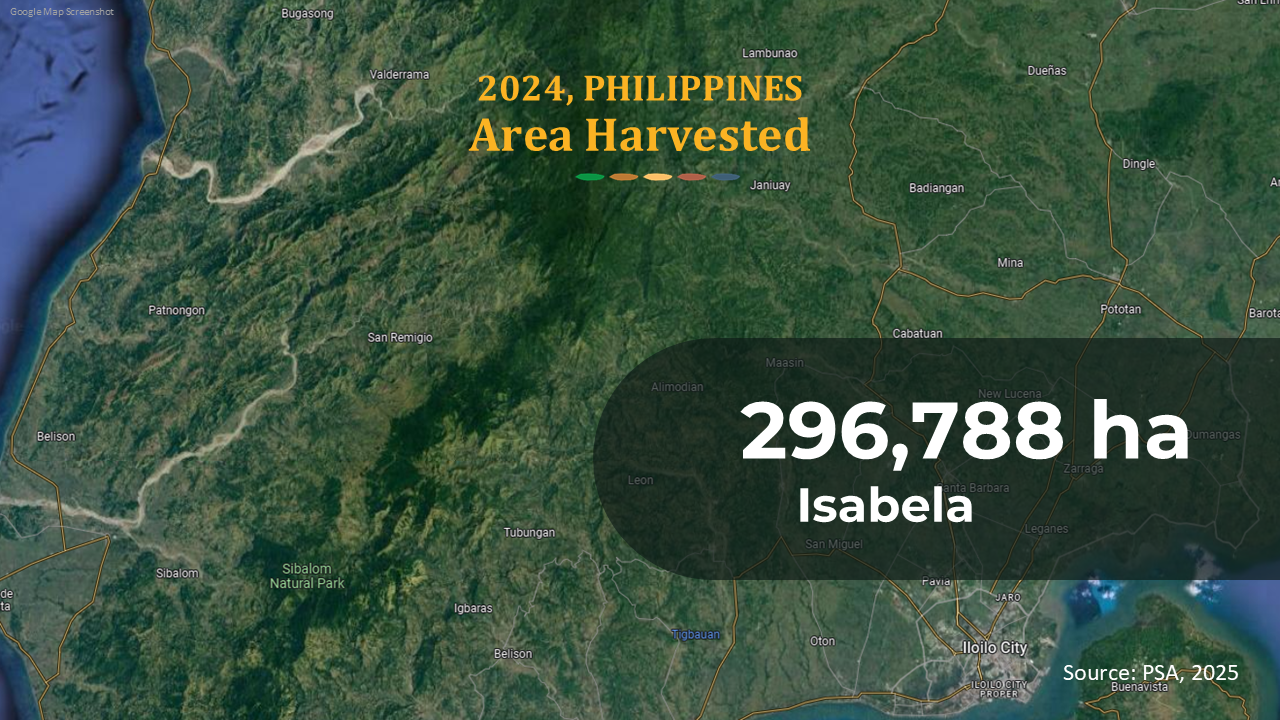 Google Map Screenshot
Bugasong
Lambunao
Valderrama
Dueñas
2024, PHILIPPINES
Area Harvested
Dingle
Janiuay
Badiangan
Mina
Patnongon
Pototan
San Remigio
Cabatuan
Maasin
Alimodian
New Lucena
296,788 ha
Belison
Dumangas
Zarraga
Leon
Santa Barbara
Isabela
Leganes
Tubungan
San Miguel
Sibalom
Natural Park
Sibalom
Pavia
JARO
Igbaras
Tigbauan
Oton
Iloilo City
Belison
Source: PSA, 2025
ILOILO CITY
PROPER
Buenavista